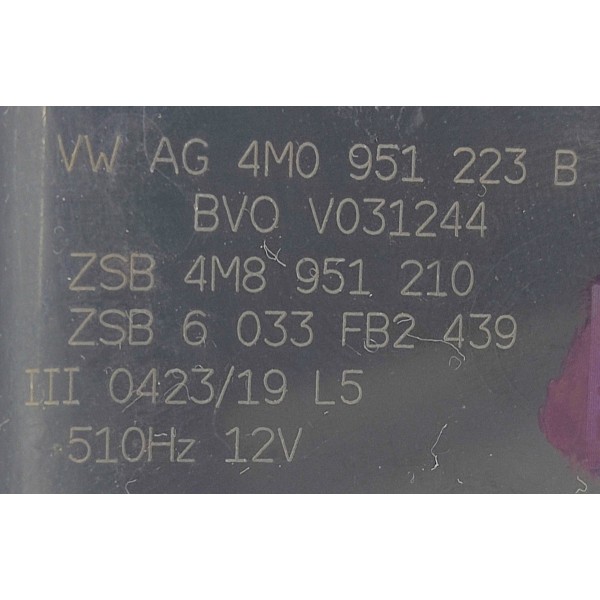 VW AG 4M0 951 223 B
BVO V031244
ZSB 4M8 951 210
ZSB 6 033 FB2 439
III 0423/19 L5
510Hz 12V